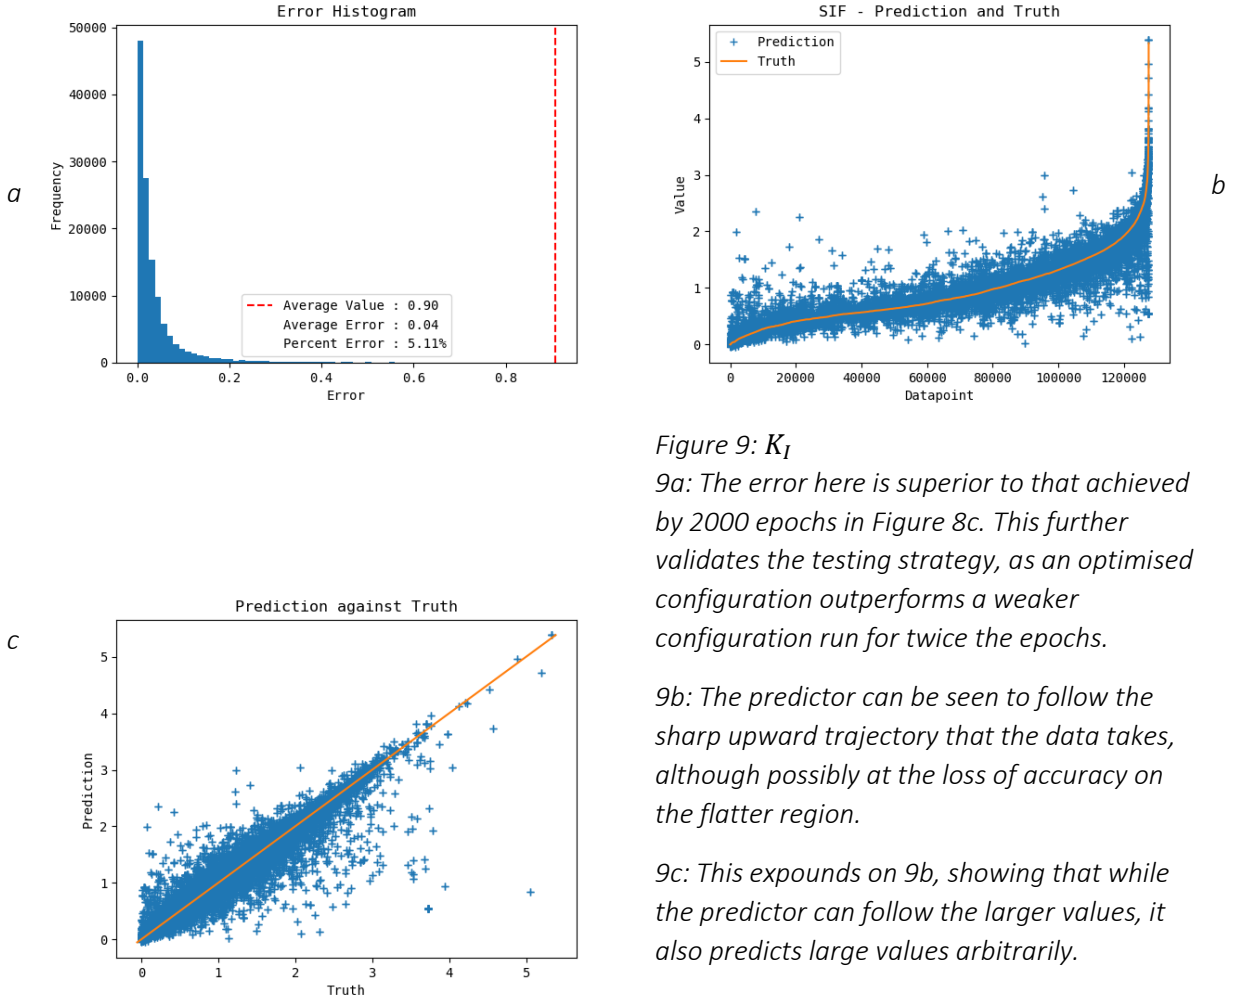 Error Histogram
50000
40000
30000
20000
10000
0
Frequency
Average Value : 0.90
Average Error : 0.04
Percent Error : 5.11%
0.0 0.2 0.4 0.6 0.8
Error
a
SIF - Prediction and Truth
Prediction
Truth
5
4
3
2
1
0
Value
0 20000 40000 60000 80000 100000 120000
Datapoint
b
Figure 9: K_I
9a: The error here is superior to that achieved
by 2000 epochs in Figure 8c. This further
validates the testing strategy, as an optimised
configuration outperforms a weaker
configuration run for twice the epochs.
9b: The predictor can be seen to follow the
sharp upward trajectory that the data takes,
although possibly at the loss of accuracy on
the flatter region.
9c: This expounds on 9b, showing that while
the predictor can follow the larger values, it
also predicts large values arbitrarily.
c
Prediction against Truth
5
4
3
2
1
0
Prediction
0 1 2 3 4 5
Truth